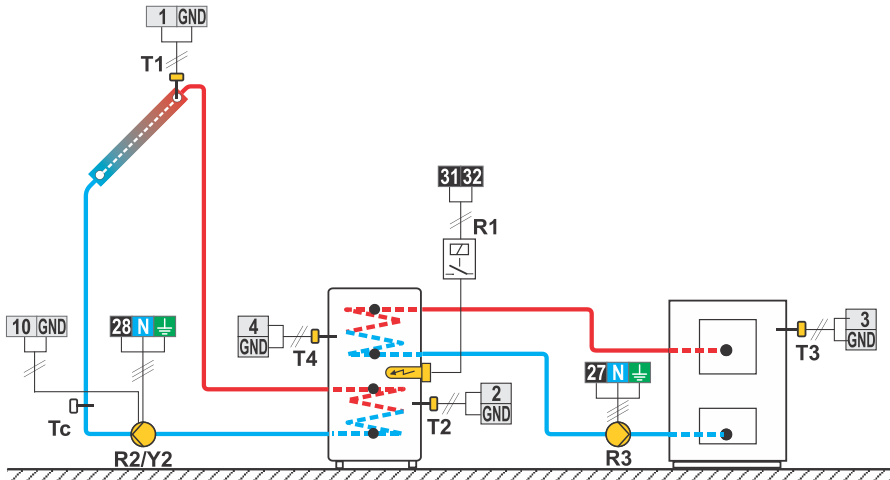 1 GND
T1
31 32
R1
10 GND
28 N
4
GND
T4
3
GND
T3
27 N
2
GND
T2
Tc
R2/Y2
R3